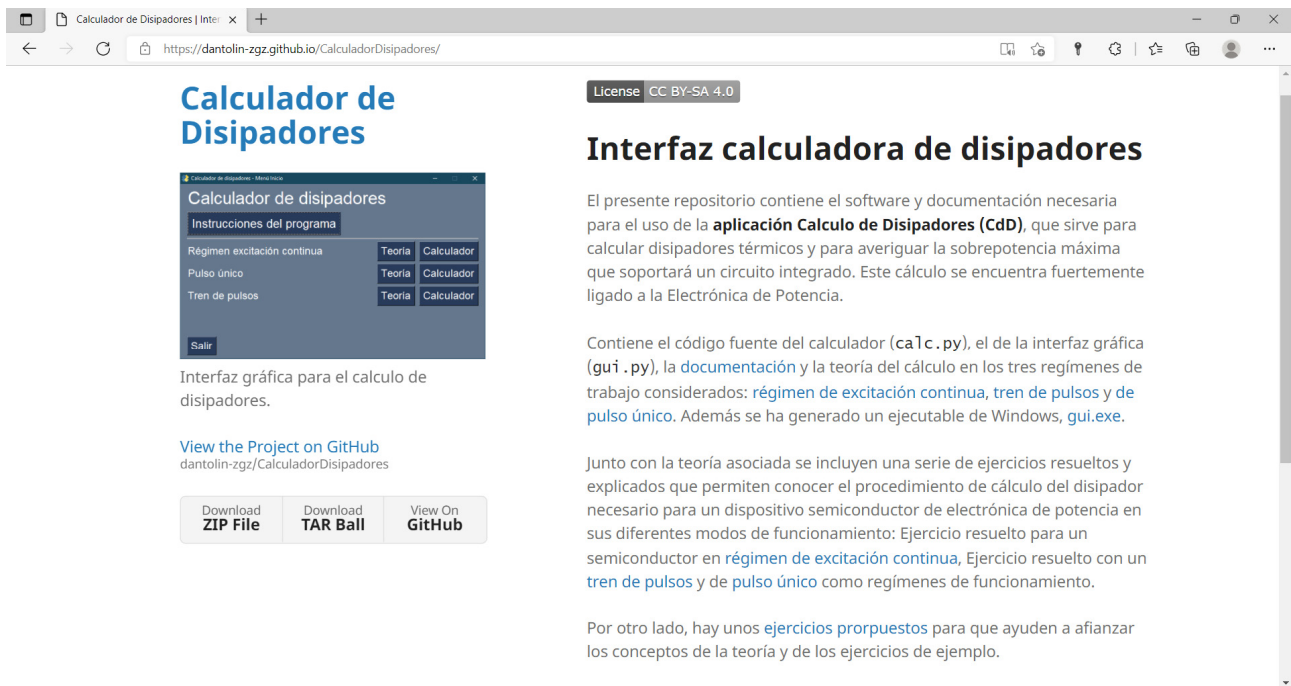 Calculador de Disipadores | Inter
https://dantolin-zgz.github.io/CalculadorDisipadores/
Calculador de
Disipadores
Calculador de disipadores - Menú Inicio
Calculador de disipadores
Instrucciones del programa
Régimen excitación continua
Teoría
Calculador
Pulso único
Teoría
Calculador
Tren de pulsos
Teoría
Calculador
Salir
Interfaz gráfica para el calculo de
disipadores.
View the Project on GitHub
dantolin-zgz/CalculadorDisipadores
Download
ZIP File
Download
TAR Ball
View On
GitHub
License CC BY-SA 4.0
Interfaz calculadora de disipadores
El presente repositorio contiene el software y documentación necesaria
para el uso de la aplicación Calculo de Disipadores (CdD), que sirve para
calcular disipadores térmicos y para averiguar la sobrepotencia máxima
que soportará un circuito integrado. Este cálculo se encuentra fuertemente
ligado a la Electrónica de Potencia.
Contiene el código fuente del calculador (calc.py), el de la interfaz gráfica
(gui.py), la documentación y la teoría del cálculo en los tres regímenes de
trabajo considerados: régimen de excitación continua, tren de pulsos y de
pulso único. Además se ha generado un ejecutable de Windows, gui.exe.
Junto con la teoría asociada se incluyen una serie de ejercicios resueltos y
explicados que permiten conocer el procedimiento de cálculo del disipador
necesario para un dispositivo semiconductor de electrónica de potencia en
sus diferentes modos de funcionamiento: Ejercicio resuelto para un
semiconductor en régimen de excitación continua, Ejercicio resuelto con un
tren de pulsos y de pulso único como regímenes de funcionamiento.
Por otro lado, hay unos ejercicios prorpuestos para que ayuden a afianzar
los conceptos de la teoría y de los ejercicios de ejemplo.